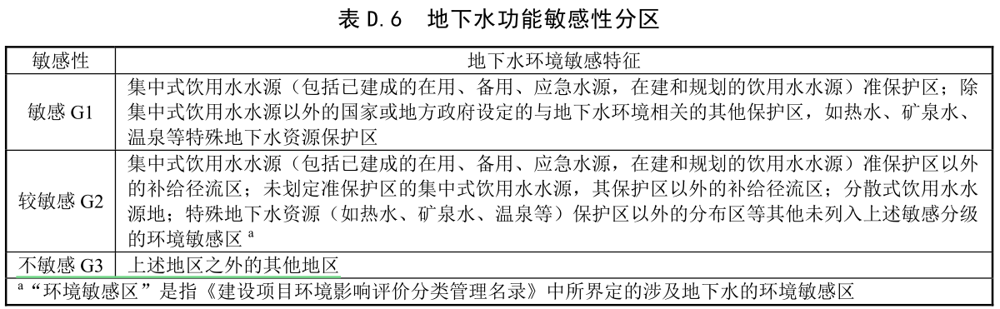 表 D.6 地下水功能敏感性分区
敏感性 地下水环境敏感特征
敏感 G1
集中式饮用水水源（包括已建成的在用、备用、应急水源，在建和规划的饮用水水源）准保护区；除
集中式饮用水水源以外的国家或地方政府设定的与地下水环境相关的其他保护区，如热水、矿泉水、
温泉等特殊地下水资源保护区
较敏感 G2
集中式饮用水水源（包括已建成的在用、备用、应急水源，在建和规划的饮用水水源）准保护区以外
的补给径流区；未划定准保护区的集中式饮用水水源，其保护区以外的补给径流区；分散式饮用水水
源地；特殊地下水资源（如热水、矿泉水、温泉等）保护区以外的分布区等其他未列入上述敏感分级
的环境敏感区 a
不敏感 G3 上述地区之外的其他地区
a“环境敏感区”是指《建设项目环境影响评价分类管理名录》中所界定的涉及地下水的环境敏感区